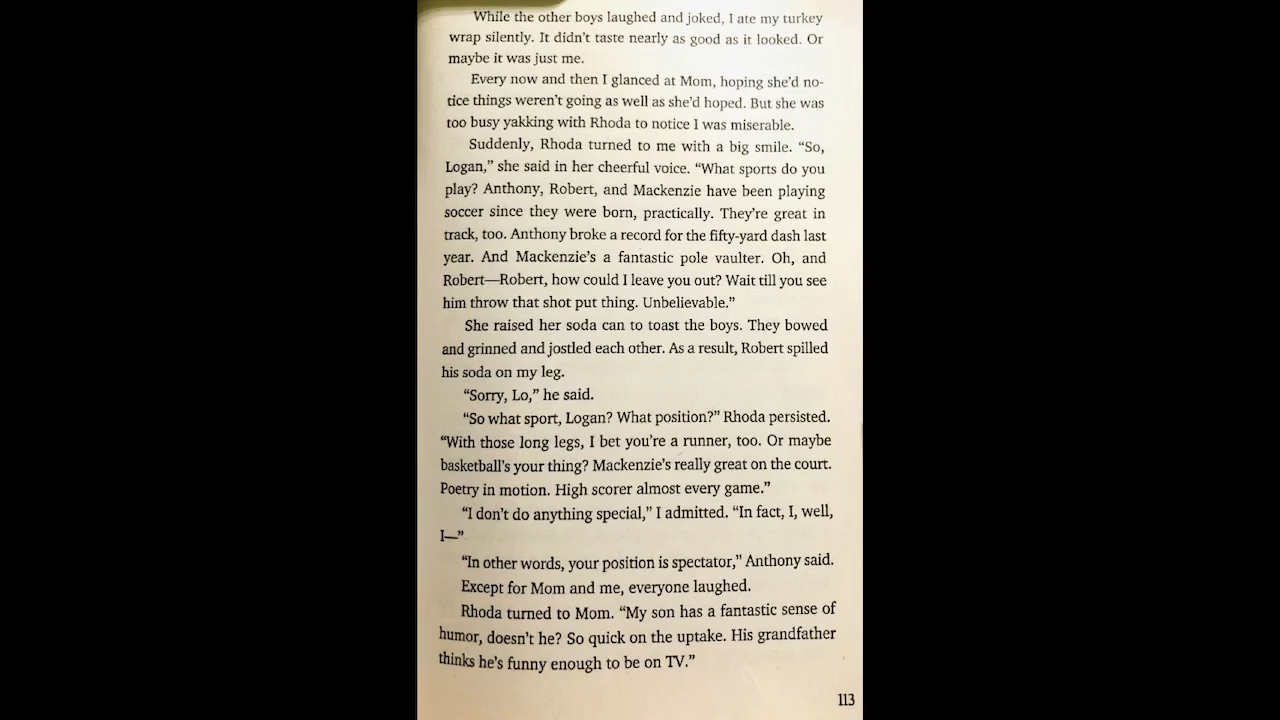 While the other boys laughed and joked, I ate my turkey
wrap silently. It didn't taste nearly as good as it looked. Or
maybe it was just me.
Every now and then I glanced at Mom, hoping she'd no-
tice things weren't going as well as she'd hoped. But she was
too busy yakking with Rhoda to notice I was miserable.
Suddenly, Rhoda turned to me with a big smile. “So,
Logan,” she said in her cheerful voice. “What sports do you
play? Anthony, Robert, and Mackenzie have been playing
soccer since they were born, practically. They're great in
track, too. Anthony broke a record for the fifty-yard dash last
year. And Mackenzie's a fantastic pole vaulter. Oh, and
Robert—Robert, how could I leave you out? Wait till you see
him throw that shot put thing. Unbelievable.”
She raised her soda can to toast the boys. They bowed
and grinned and jostled each other. As a result, Robert spilled
his soda on my leg.
“Sorry, Lo,” he said.
“So what sport, Logan? What position?” Rhoda persisted.
“With those long legs, I bet you're a runner, too. Or maybe
basketball's your thing? Mackenzie's really great on the court.
Poetry in motion. High scorer almost every game.”
“I don't do anything special,” I admitted. “In fact, I, well,
I—”
“In other words, your position is spectator,” Anthony said.
Except for Mom and me, everyone laughed.
Rhoda turned to Mom. “My son has a fantastic sense of
humor, doesn't he? So quick on the uptake. His grandfather
thinks he's funny enough to be on TV.”
113